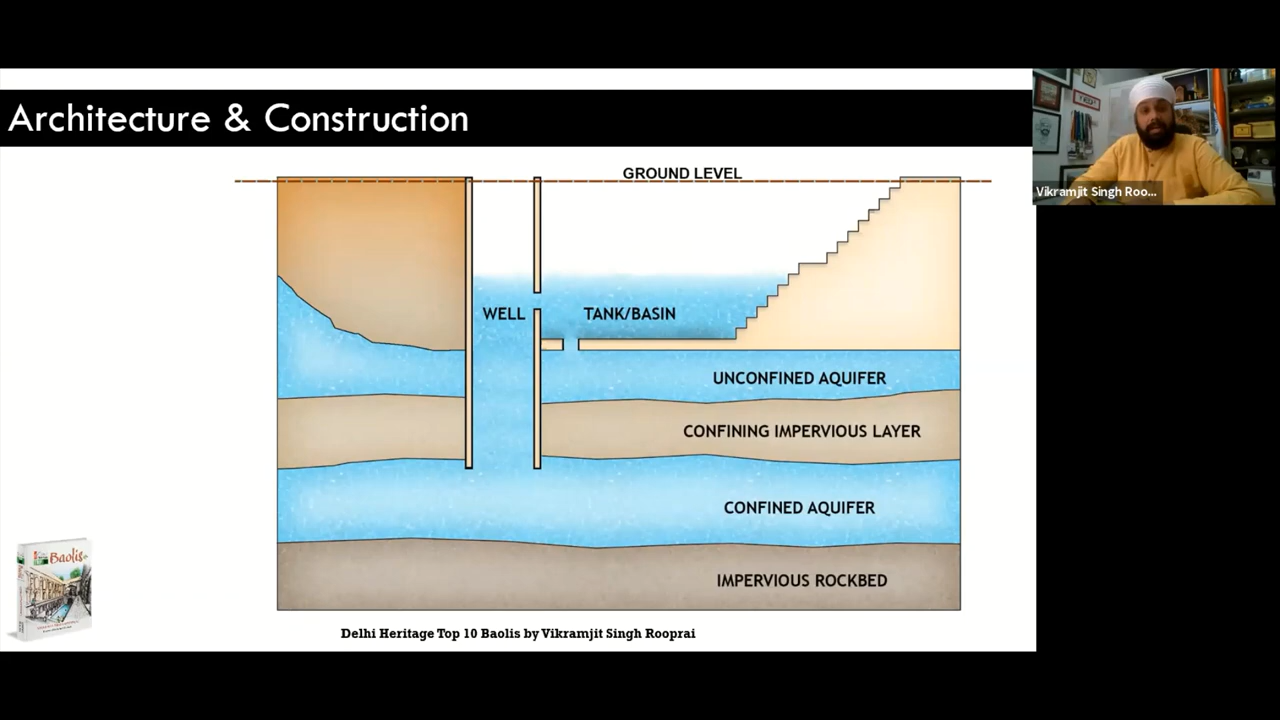 Architecture & Construction
Vikramjit Singh Roo...
GROUND LEVEL
WELL
TANK/BASIN
UNCONFINED AQUIFER
CONFINING IMPERVIOUS LAYER
CONFINED AQUIFER
IMPERVIOUS ROCKBED
Baolis
Delhi Heritage Top 10 Baolis by Vikramjit Singh Rooprai